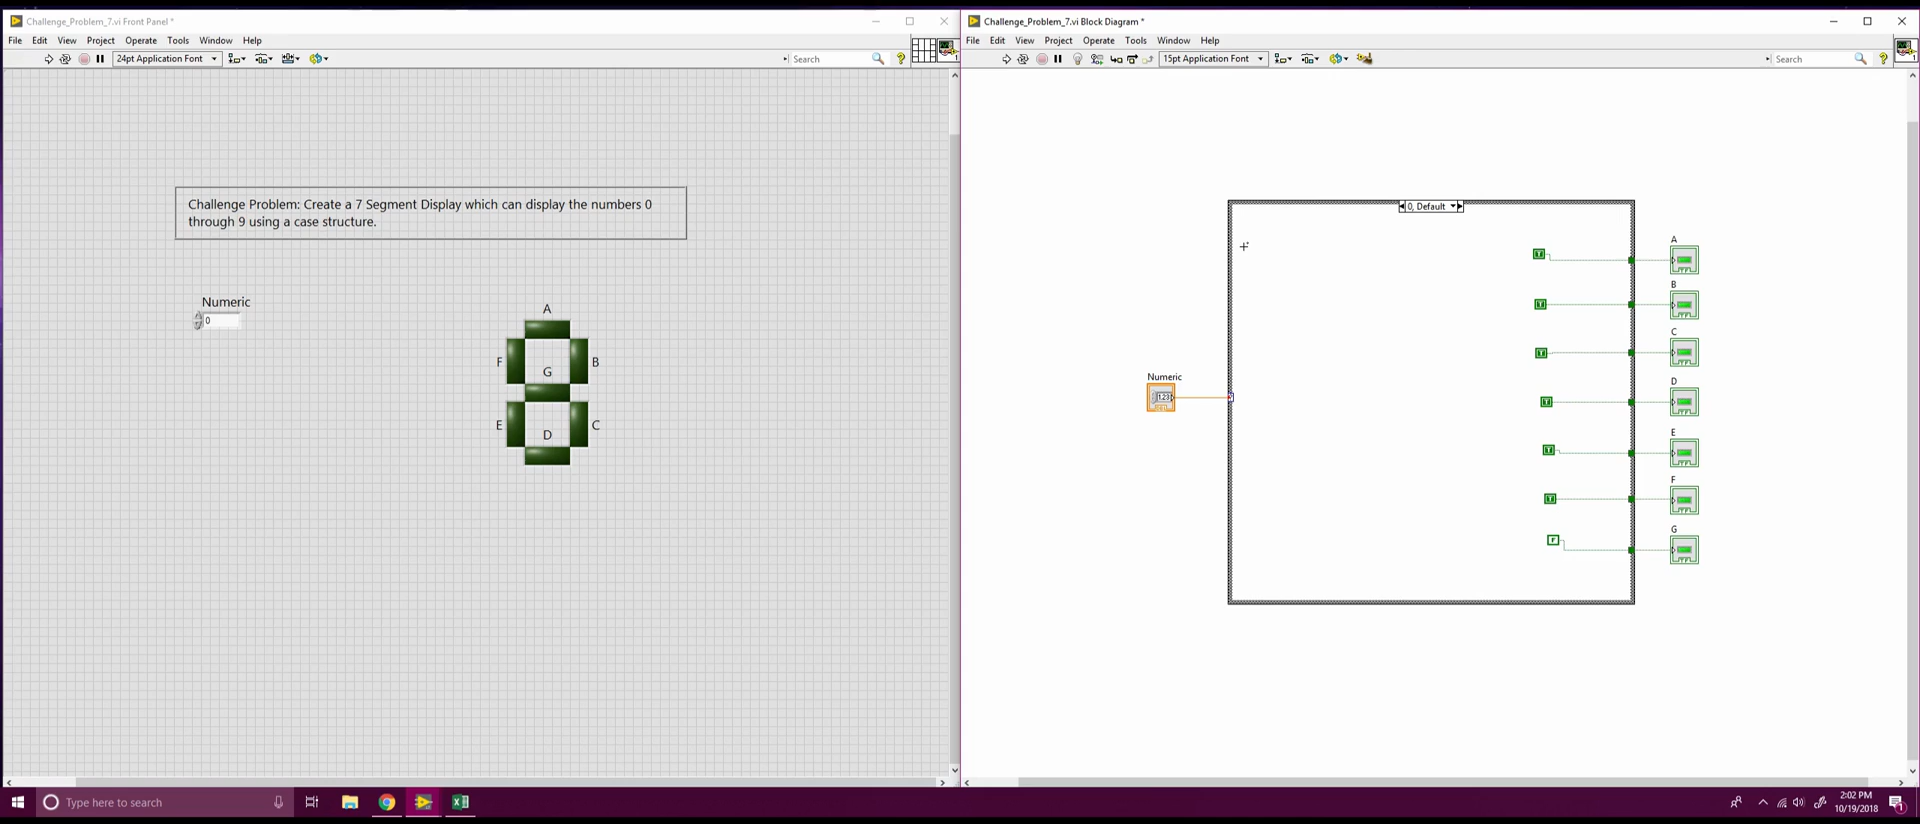 Challenge_Problem_7.vi Front Panel *
File Edit View Project Operate Tools Window Help
24pt Application Font
Search
Challenge Problem: Create a 7 Segment Display which can display the numbers 0
through 9 using a case structure.
Numeric
0
A
F
B
G
E
C
D
Challenge_Problem_7.vi Block Diagram *
File Edit View Project Operate Tools Window Help
15pt Application Font
Search
0, Default
Numeric
1.23
T
T
T
T
T
T
F
A
B
C
D
E
F
G
Type here to search
2:02 PM
10/19/2018
1